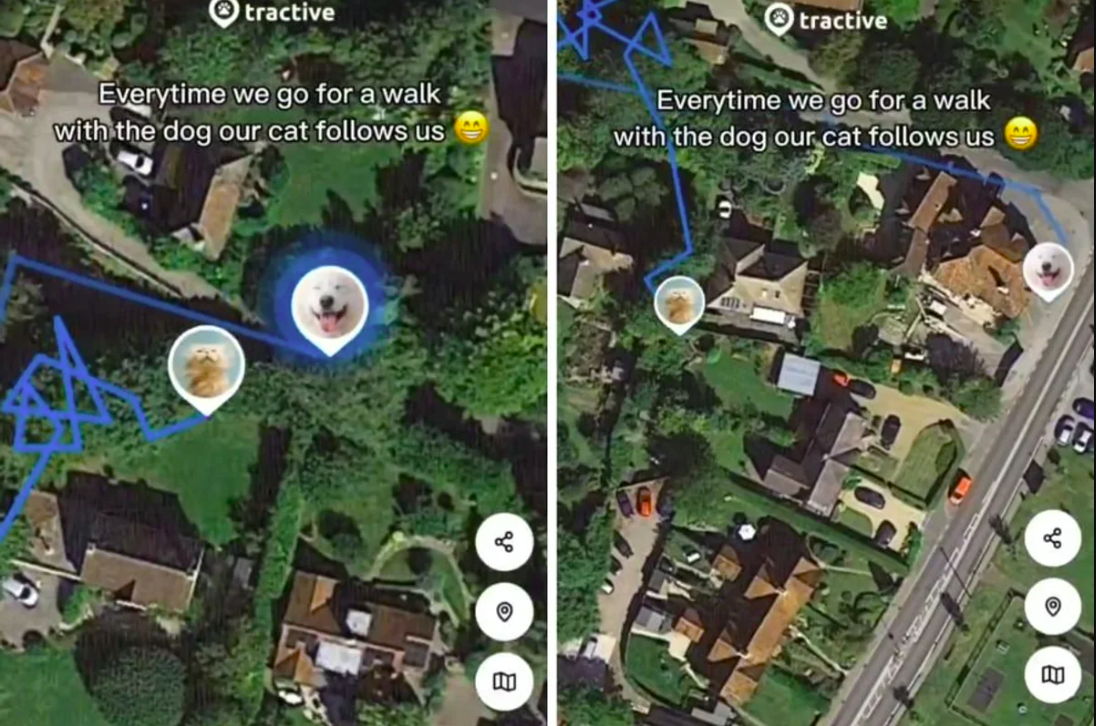 tractive
Everytime we go for a walk
with the dog our cat follows us 😁
tractive
Everytime we go for a walk
with the dog our cat follows us 😁